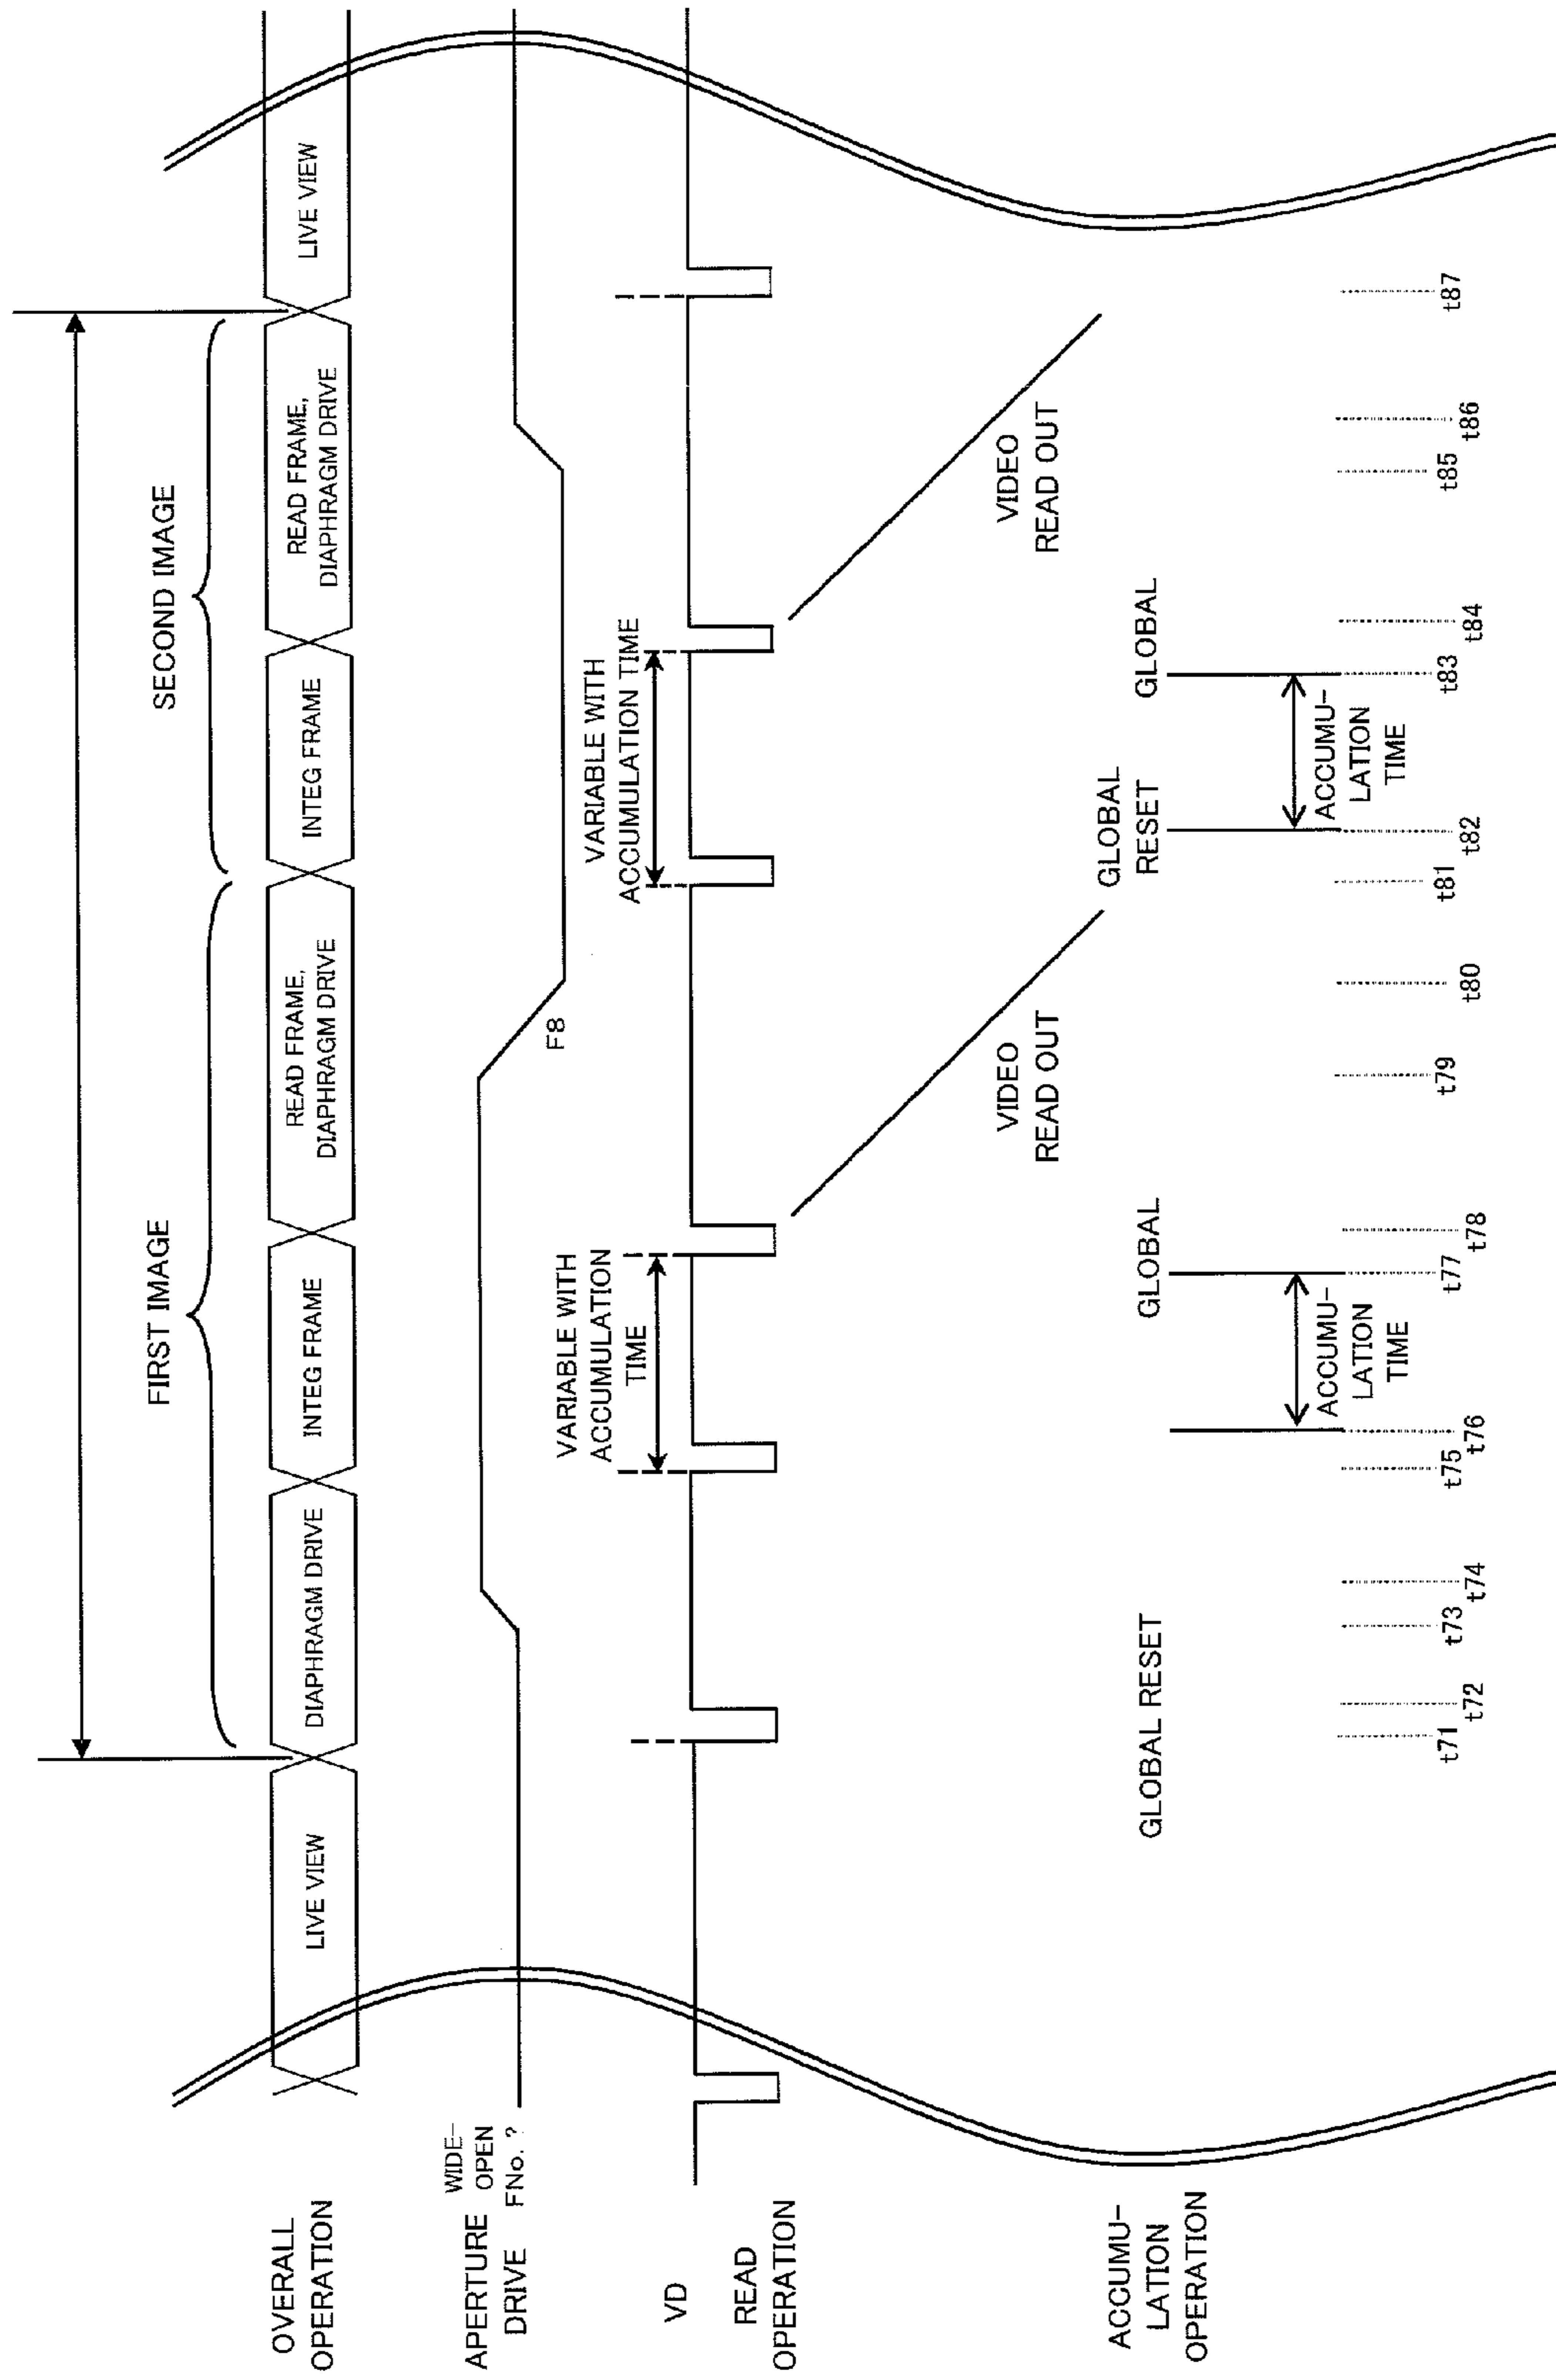 FIRST IMAGE
SECOND IMAGE
OVERALL
OPERATION
LIVE VIEW
DIAPHRAGM DRIVE
INTEG FRAME
READ FRAME,
DIAPHRAGM DRIVE
INTEG FRAME
READ FRAME,
DIAPHRAGM DRIVE
LIVE VIEW
APERTURE
DRIVE
WIDE-
OPEN
FNo. ?
F8
VD
VARIABLE WITH
ACCUMULATION
TIME
VARIABLE WITH
ACCUMULATION TIME
READ
OPERATION
VIDEO
READ OUT
VIDEO
READ OUT
ACCUMU-
LATION
OPERATION
GLOBAL RESET
GLOBAL
GLOBAL
RESET
GLOBAL
ACCUMU-
LATION
TIME
ACCUMU-
LATION
TIME
t71
t72
t73
t74
t75
t76
t77
t78
t79
t80
t81
t82
t83
t84
t85
t86
t87